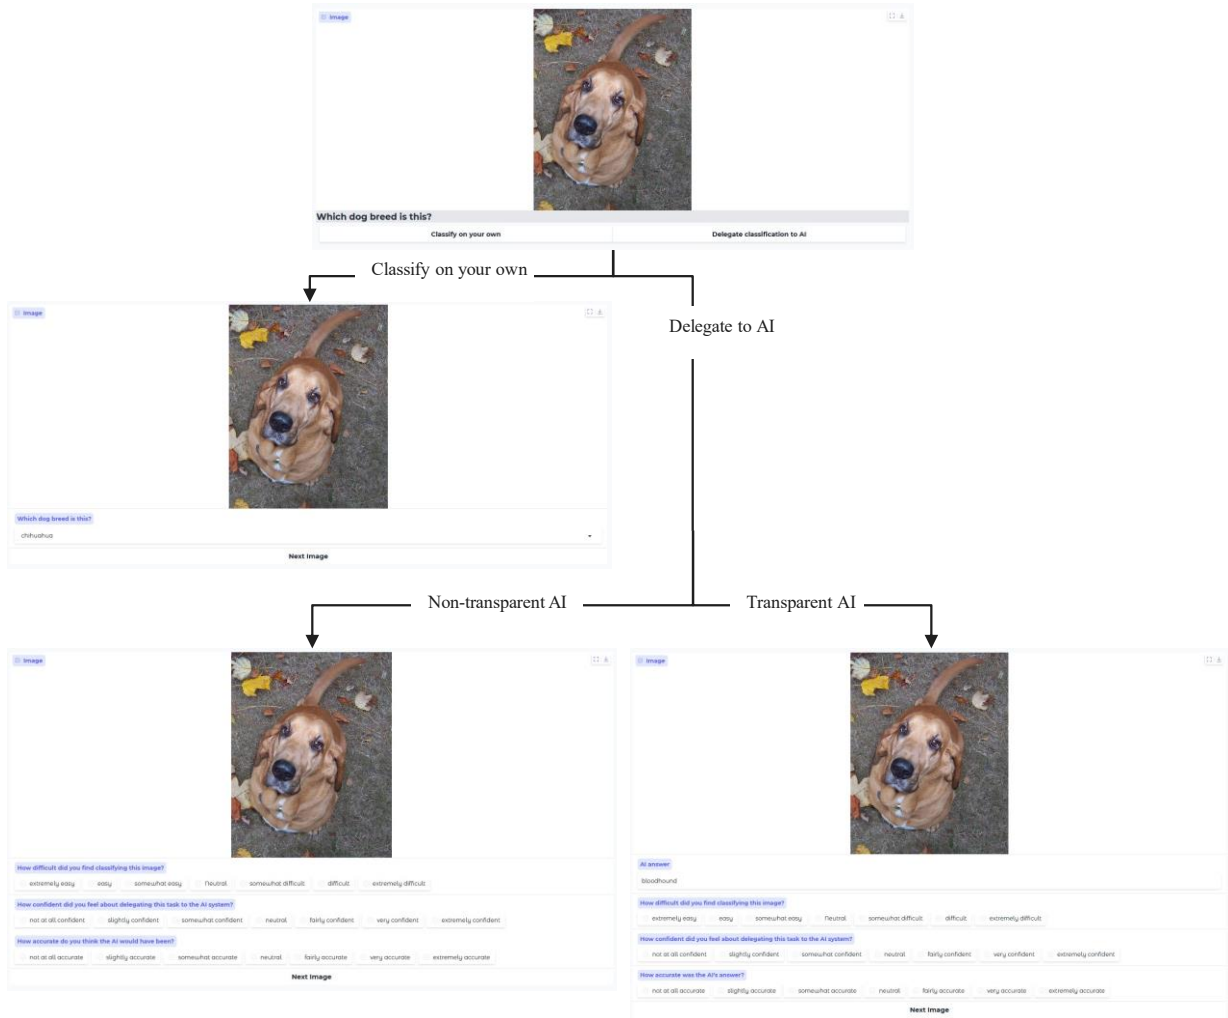 Image
Which dog breed is this?
Classify on your own
Delegate classification to AI
Classify on your own
Delegate to AI
Image
Which dog breed is this?
chihuahua
Next Image
Non-transparent AI
Transparent AI
Image
How difficult did you find classifying this image?
extremely easy easy somewhat easy Neutral somewhat difficult difficult extremely difficult
How confident did you feel about delegating this task to the AI system?
not at all confident slightly confident somewhat confident neutral fairly confident very confident extremely confident
How accurate do you think the AI would have been?
not at all accurate slightly accurate somewhat accurate neutral fairly accurate very accurate extremely accurate
Next Image
Image
AI answer
bloodhound
How difficult did you find classifying this image?
extremely easy easy somewhat easy Neutral somewhat difficult difficult extremely difficult
How confident did you feel about delegating this task to the AI system?
not at all confident slightly confident somewhat confident neutral fairly confident very confident extremely confident
How accurate was the AI's answer?
not at all accurate slightly accurate somewhat accurate neutral fairly accurate very accurate extremely accurate
Next Image